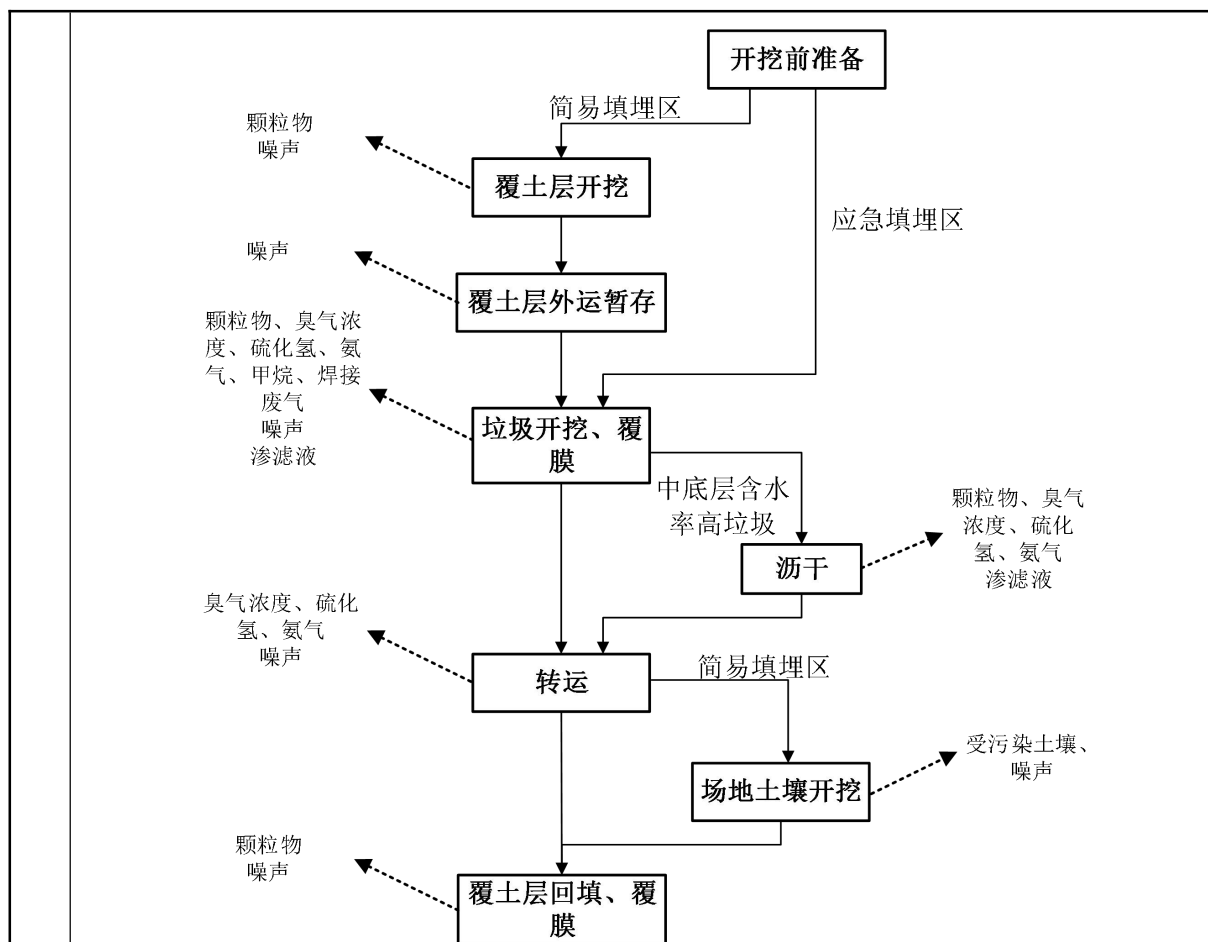 开挖前准备
简易填埋区
颗粒物
噪声
覆土层开挖
应急填埋区
噪声
覆土层外运暂存
颗粒物、臭气浓
度、硫化氢、氨
气、甲烷、焊接
废气
噪声
渗滤液
垃圾开挖、覆
膜
中底层含水
率高垃圾
颗粒物、臭气
浓度、硫化
氢、氨气
渗滤液
沥干
臭气浓度、硫化
氢、氨气
噪声
转运
简易填埋区
受污染土壤、
噪声
场地土壤开挖
颗粒物
噪声
覆土层回填、覆
膜